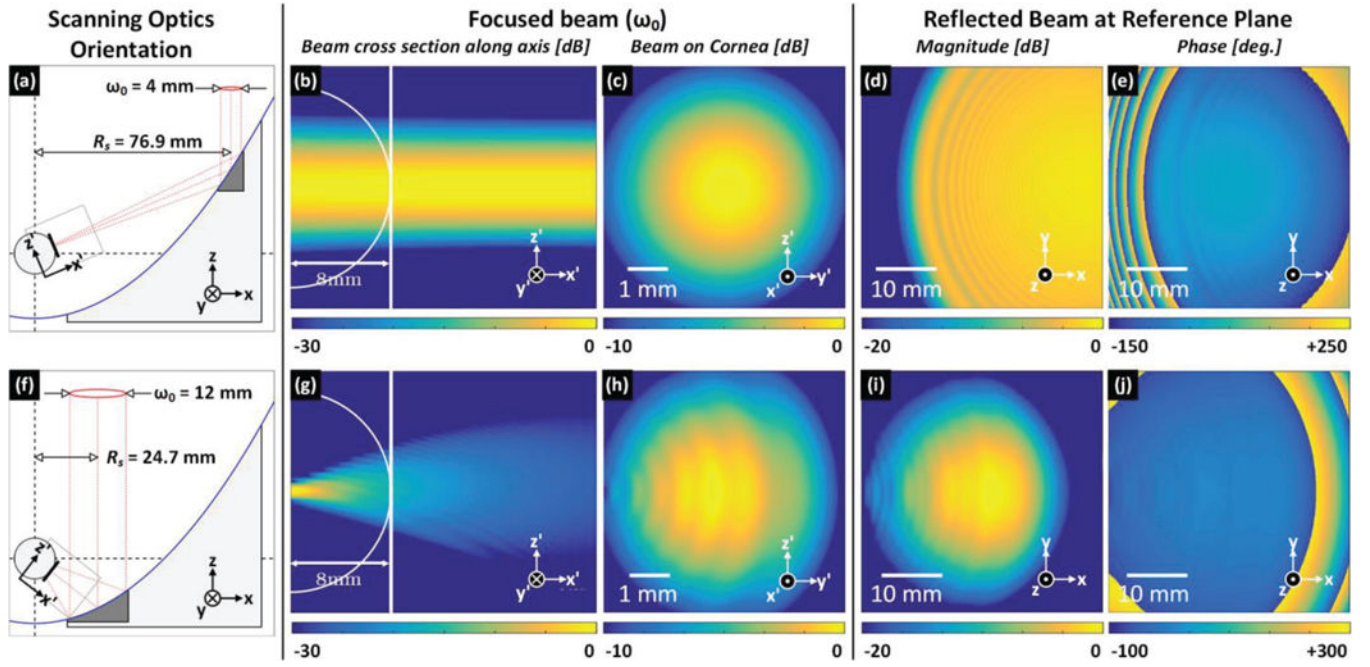 Scanning Optics
Orientation
Focused beam (ω₀)
Reflected Beam at Reference Plane
Beam cross section along axis [dB]
Beam on Cornea [dB]
Magnitude [dB]
Phase [deg.]
(a)
ω₀ = 4 mm
Rₛ = 76.9 mm
z'
x'
z
y
x
(b)
8mm
z'
y'
x'
-30
0
(c)
1 mm
z'
x'
y'
-10
0
(d)
10 mm
y
z
x
-20
0
(e)
10 mm
y
z
x
-150
+250
(f)
ω₀ = 12 mm
Rₛ = 24.7 mm
z'
x'
z
y
x
(g)
8mm
z'
y'
x'
-30
0
(h)
1 mm
z'
x'
y'
-10
0
(i)
10 mm
y
z
x
-20
0
(j)
10 mm
y
z
x
-100
+300